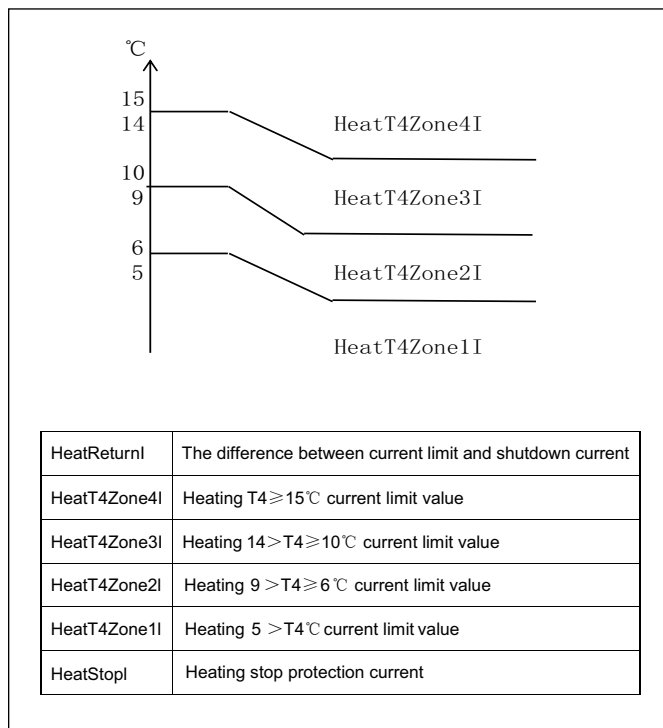 ℃
15
14
HeatT4Zone4I
10
9
HeatT4Zone3I
6
5
HeatT4Zone2I
HeatT4Zone1I
HeatReturnI The difference between current limit and shutdown current
HeatT4Zone4I Heating T4≥15℃ current limit value
HeatT4Zone3I Heating 14>T4≥10℃ current limit value
HeatT4Zone2I Heating 9 >T4≥6℃ current limit value
HeatT4Zone1I Heating 5 >T4℃ current limit value
HeatStopI Heating stop protection current